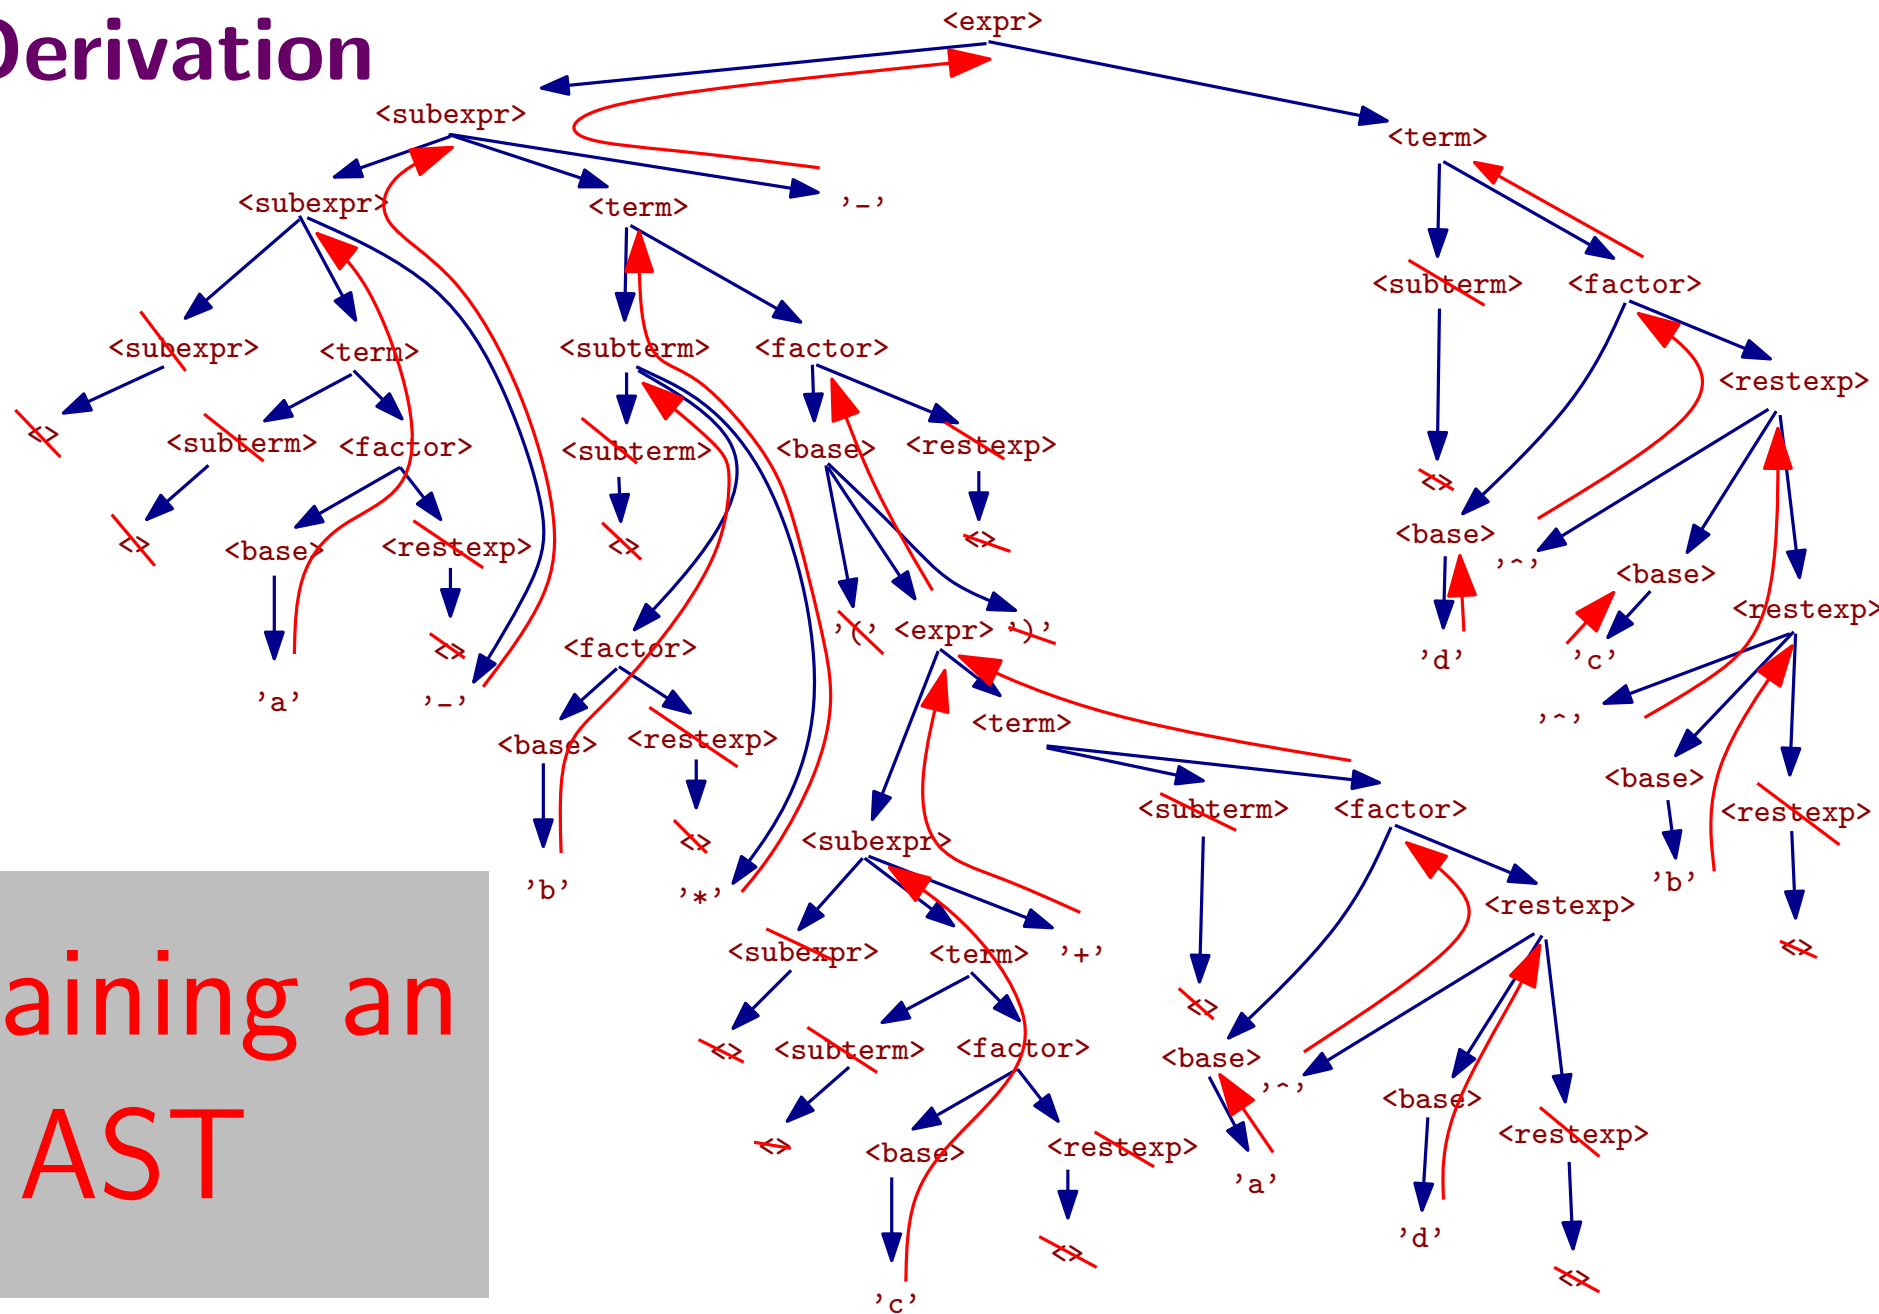 Derivation
<expr>
<subexpr>
<term>
<subexpr> <term> '-'
<subterm> <factor>
<subexpr> <term> <subterm> <factor>
<restexp>
<> <subterm> <factor> <subterm> <base> <restexp>
<>
<> <base> <restexp> <> <> <base> '^' <base>
<restexp>
'(' <expr> ')'
<> <factor> 'd' 'c'
'a' '-' <term> '^'
<base> <restexp>
<base>
<subterm> <factor> <restexp>
<> <subexpr>
'b' '*' 'b'
<restexp>
<subexpr> <term> '+' <>
aining an
<>
<> <subterm> <factor> <base> '^'
<base>
<restexp>
AST
<> <base> <restexp>
'a'
'd'
<>
<>
'c'